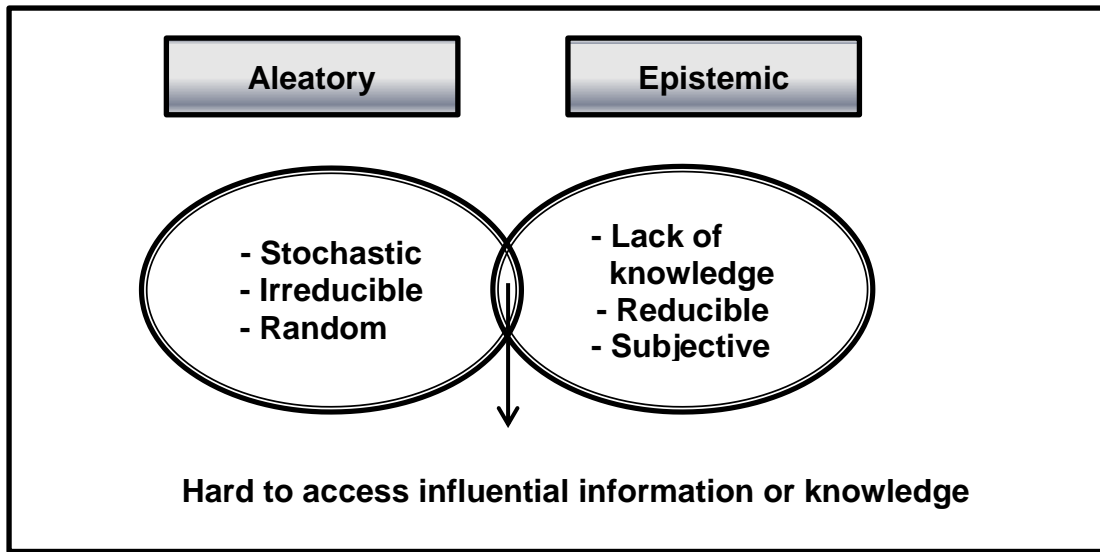 Aleatory
Epistemic
- Stochastic
- Irreducible
- Random
- Lack of
knowledge
- Reducible
- Subjective
Hard to access influential information or knowledge